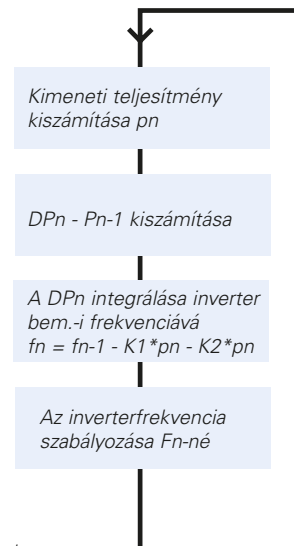 Kimeneti teljesítmény
kiszámítása pn
DPn - Pn-1 kiszámítása
A DPn integrálása inverter
bem.-i frekvenciává
fn = fn-1 - K1*pn - K2*pn
Az inverterfrekvencia
szabályozása Fn-né